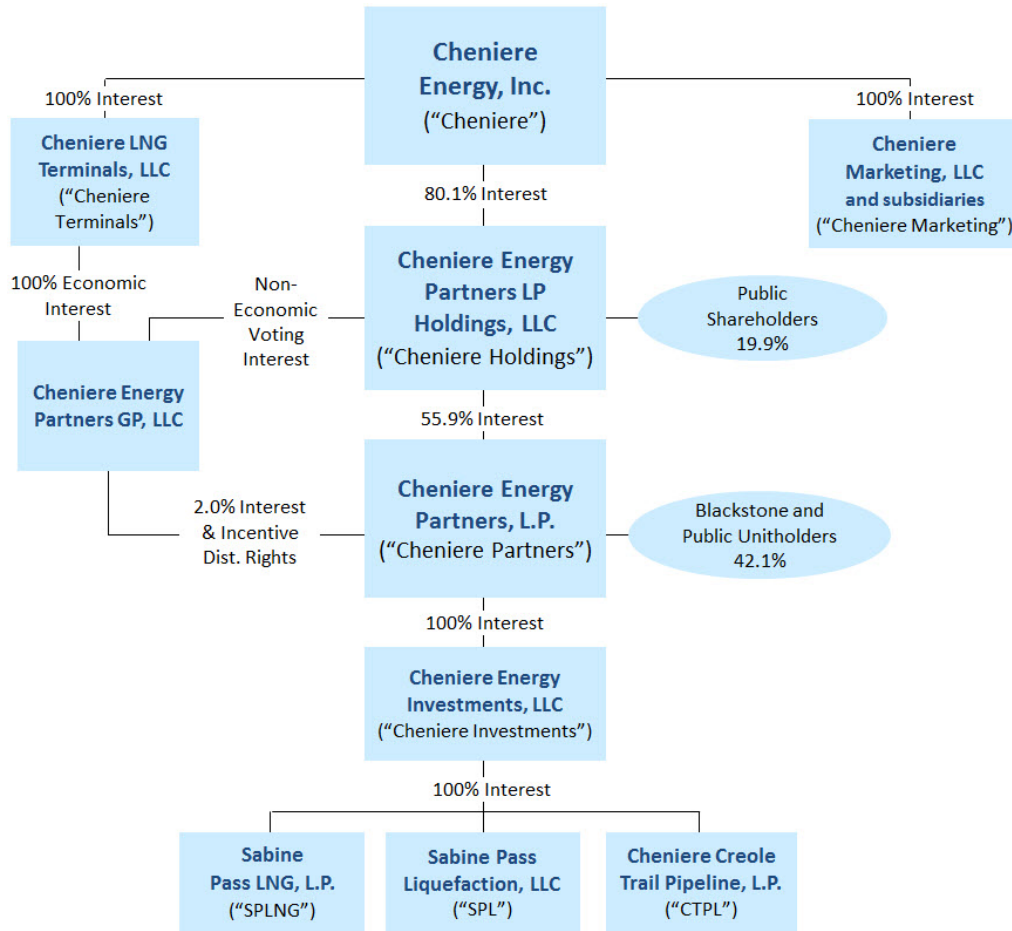 Cheniere
Energy, Inc.
(“Cheniere”)
100% Interest
100% Interest
Cheniere LNG
Terminals, LLC
(“Cheniere
Terminals”)
Cheniere
Marketing, LLC
and subsidiaries
(“Cheniere Marketing”)
80.1% Interest
100% Economic
Interest
Non-
Economic
Voting
Interest
Cheniere Energy
Partners LP
Holdings, LLC
(“Cheniere Holdings”)
Public
Shareholders
19.9%
Cheniere Energy
Partners GP, LLC
55.9% Interest
2.0% Interest
& Incentive
Dist. Rights
Cheniere Energy
Partners, L.P.
(“Cheniere Partners”)
Blackstone and
Public Unitholders
42.1%
100% Interest
Cheniere Energy
Investments, LLC
(“Cheniere Investments”)
100% Interest
Sabine
Pass LNG, L.P.
(“SPLNG”)
Sabine Pass
Liquefaction, LLC
(“SPL”)
Cheniere Creole
Trail Pipeline, L.P.
(“CTPL”)